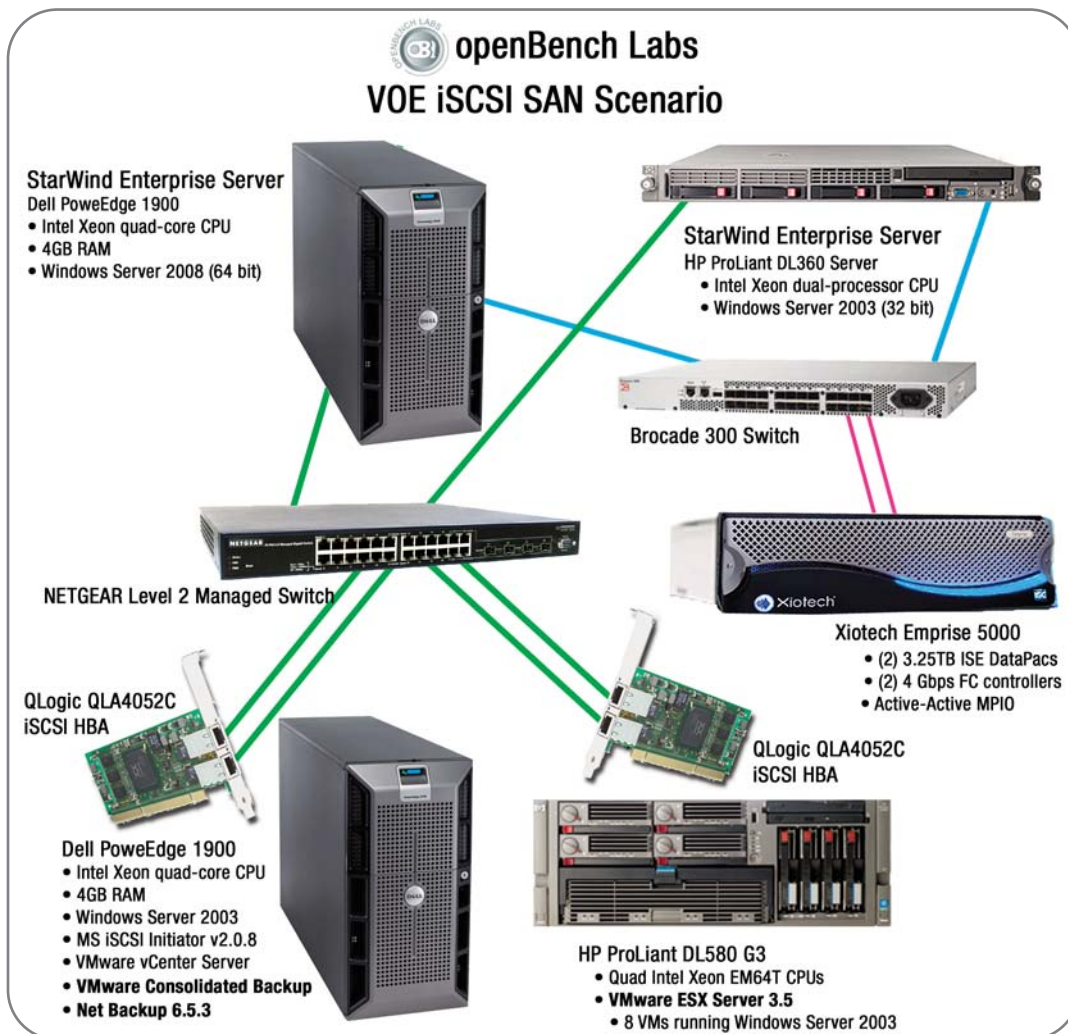 OPENBENCH LABS
OBl
openBench Labs
VOE iSCSI SAN Scenario
StarWind Enterprise Server
Dell PoweEdge 1900
• Intel Xeon quad-core CPU
• 4GB RAM
• Windows Server 2008 (64 bit)
StarWind Enterprise Server
HP ProLiant DL360 Server
• Intel Xeon dual-processor CPU
• Windows Server 2003 (32 bit)
DELL
Brocade 300 Switch
NETGEAR
NETGEAR Level 2 Managed Switch
Xiotech
Xiotech Emprise 5000
• (2) 3.25TB ISE DataPacs
• (2) 4 Gbps FC controllers
• Active-Active MPIO
QLogic QLA4052C
iSCSI HBA
QLogic QLA4052C
iSCSI HBA
Dell PoweEdge 1900
• Intel Xeon quad-core CPU
• 4GB RAM
• Windows Server 2003
• MS iSCSI Initiator v2.0.8
• VMware vCenter Server
• VMware Consolidated Backup
• Net Backup 6.5.3
DELL
HP ProLiant DL580 G3
• Quad Intel Xeon EM64T CPUs
• VMware ESX Server 3.5
• 8 VMs running Windows Server 2003